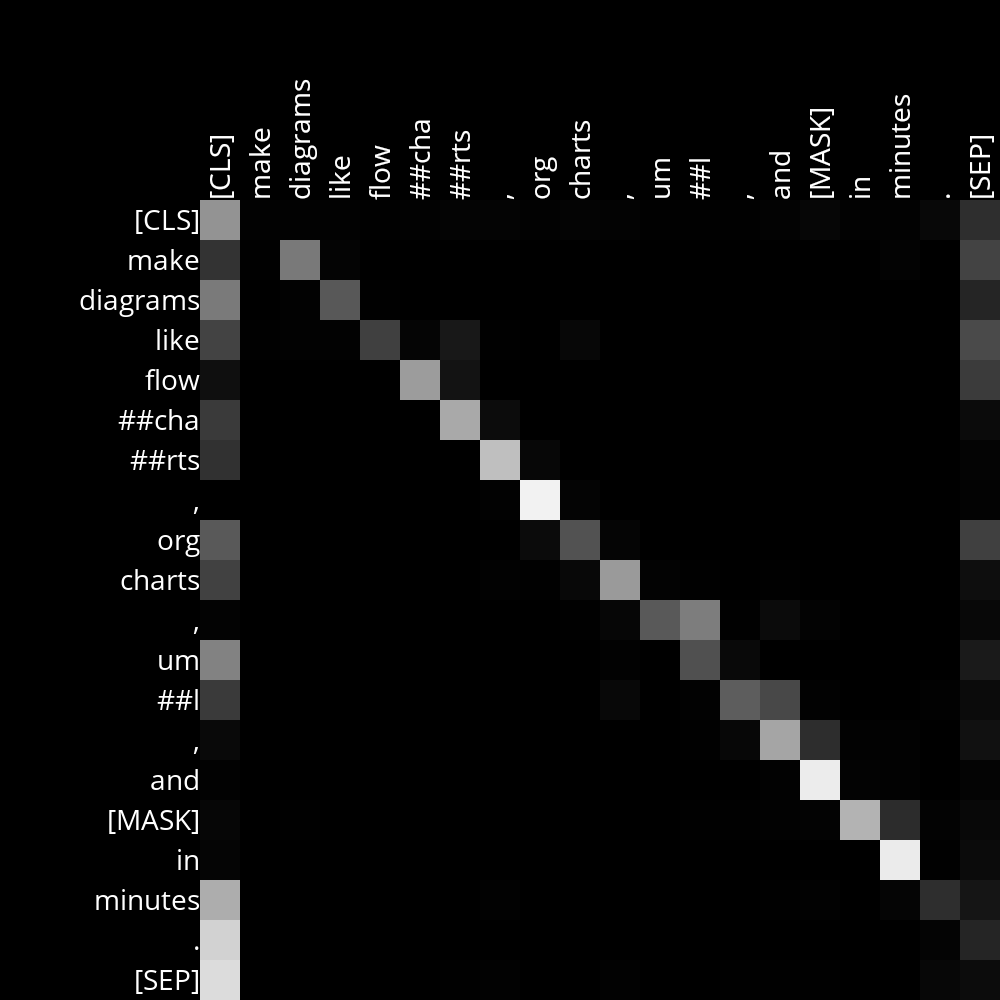 [CLS] make diagrams like flow ##cha ##rts , org charts , um ##l , and [MASK] in minutes . [SEP]
[CLS]
make
diagrams
like
flow
##cha
##rts
,
org
charts
,
um
##l
,
and
[MASK]
in
minutes
.
[SEP]